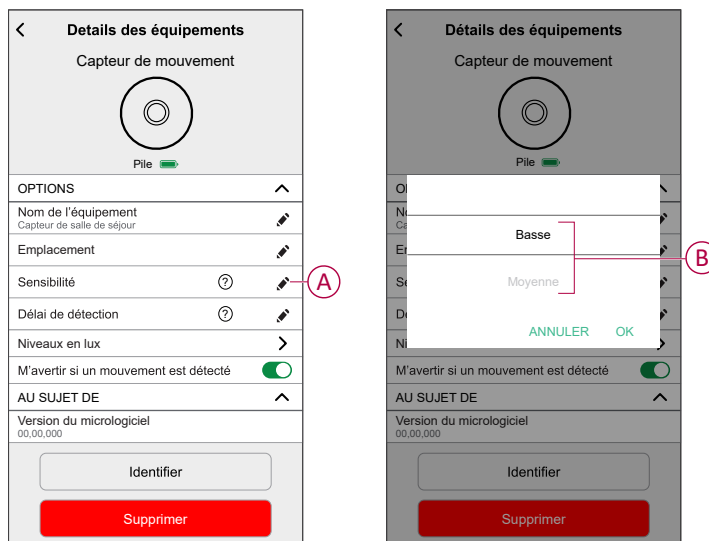 Details des équipements
Capteur de mouvement
Pile
OPTIONS
Nom de l'équipement
Capteur de salle de séjour
Emplacement
Sensibilité ?
A
Délai de détection ?
Niveaux en lux
M'avertir si un mouvement est détecté
AU SUJET DE
Version du micrologiciel
00,00,000
Identifier
Supprimer
Détails des équipements
Capteur de mouvement
Pile
Basse
Moyenne
B
ANNULER OK
M'avertir si un mouvement est détecté
AU SUJET DE
Version du micrologiciel
00,00,000
Identifier
Supprimer